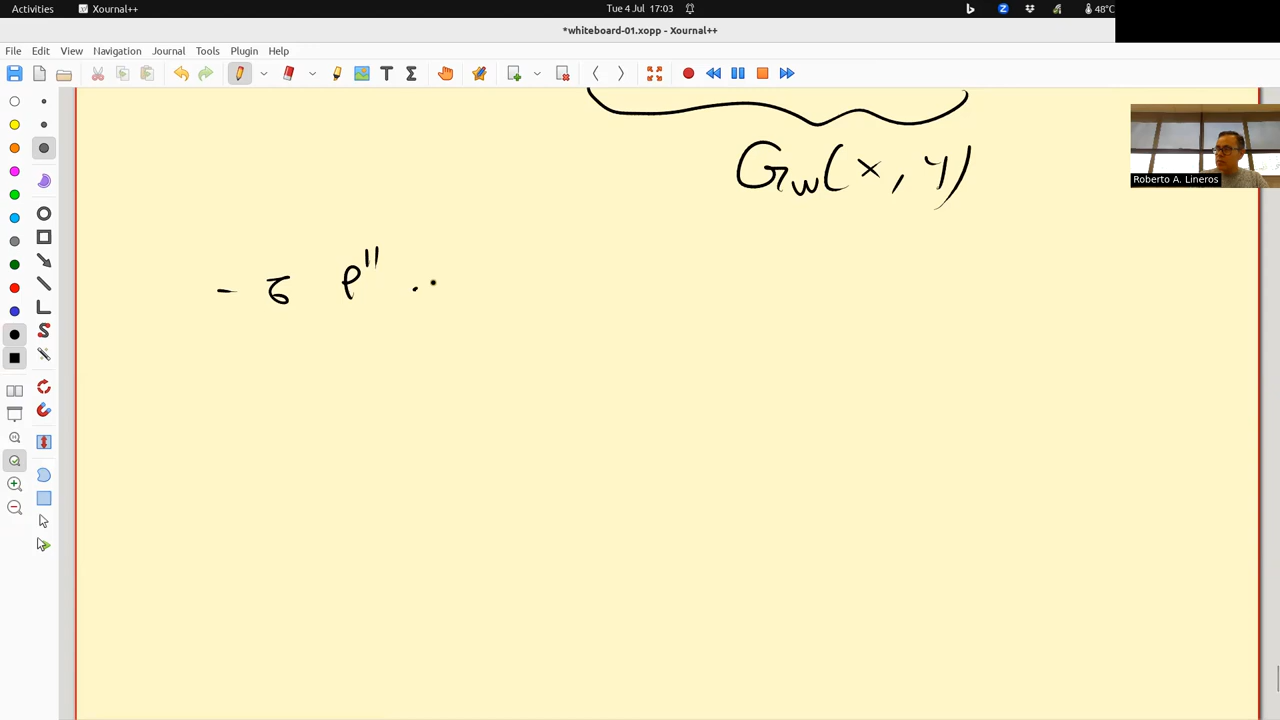 Activities Xournal++ Tue 4 Jul 17:03 48°C
*whiteboard-01.xopp - Xournal++
File Edit View Navigation Journal Tools Plugin Help
G_w(x, y)
Roberto A. Lineros